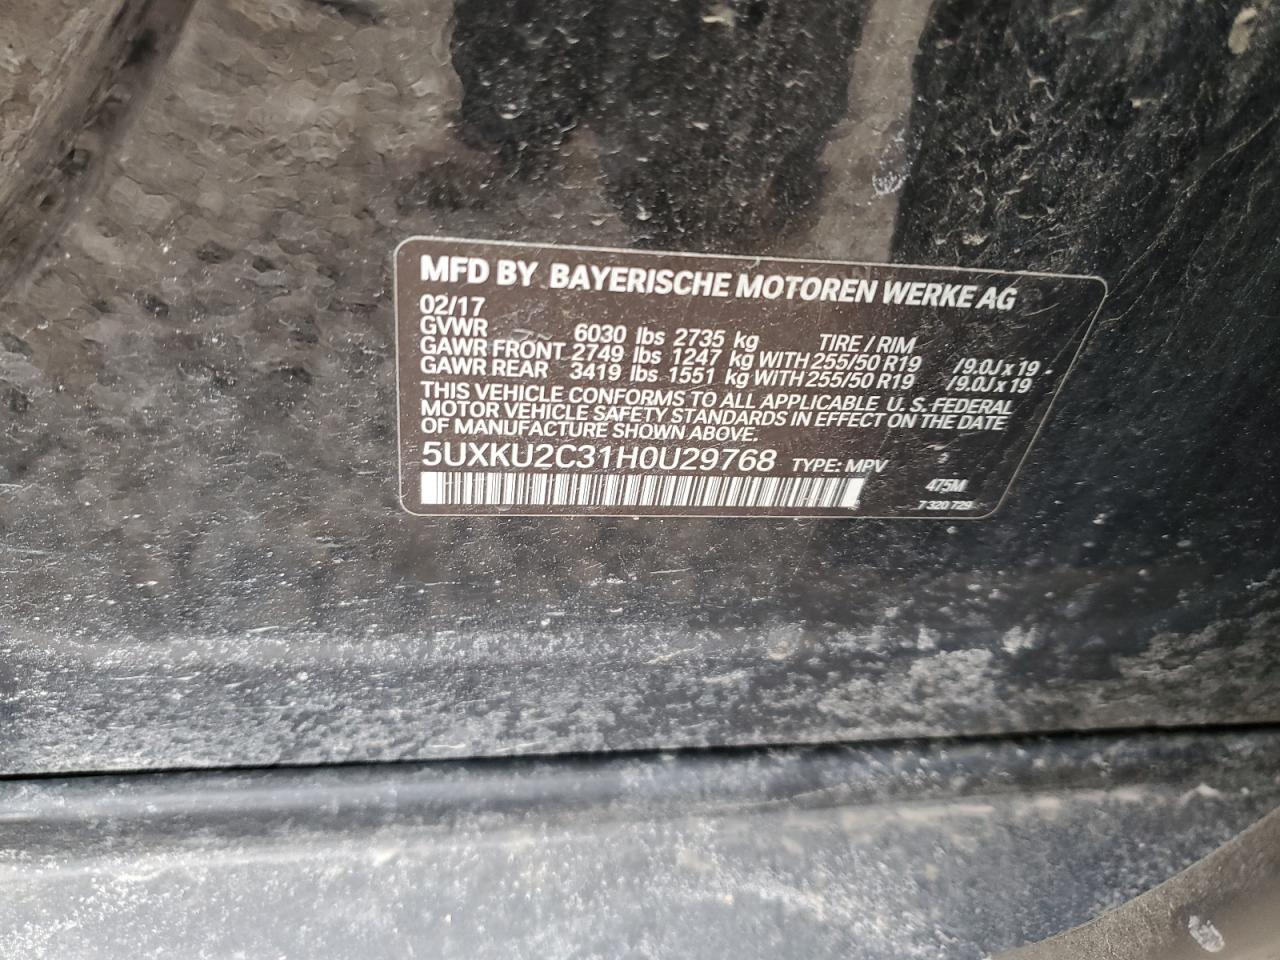 MFD BY BAYERISCHE MOTOREN WERKE AG
02/17
GVWR 6030 lbs 2735 kg TIRE / RIM
GAWR FRONT 2749 lbs 1247 kg WITH 255/50 R19 /9.0J x 19
GAWR REAR 3419 lbs 1551 kg WITH 255/50 R19 /9.0J x 19
THIS VEHICLE CONFORMS TO ALL APPLICABLE U.S. FEDERAL
MOTOR VEHICLE SAFETY STANDARDS IN EFFECT ON THE DATE
OF MANUFACTURE SHOWN ABOVE.
5UXKU2C31H0U29768 TYPE: MPV
475M
7 320 729